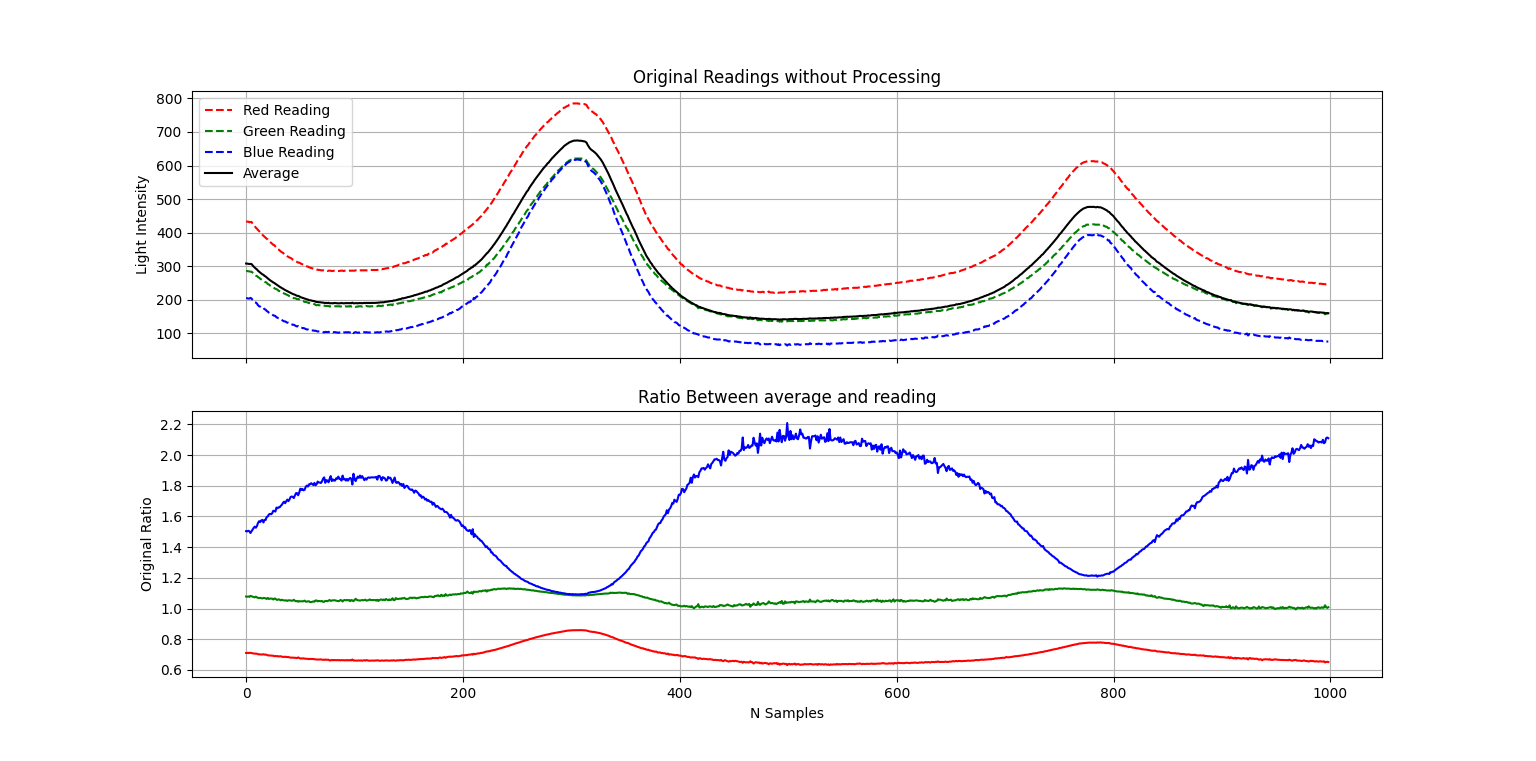 Original Readings without Processing
800
700
600
500
400
300
200
100
Light Intensity
Red Reading
Green Reading
Blue Reading
Average
Ratio Between average and reading
2.2
2.0
1.8
1.6
1.4
1.2
1.0
0.8
0.6
Original Ratio
0 200 400 600 800 1000
N Samples